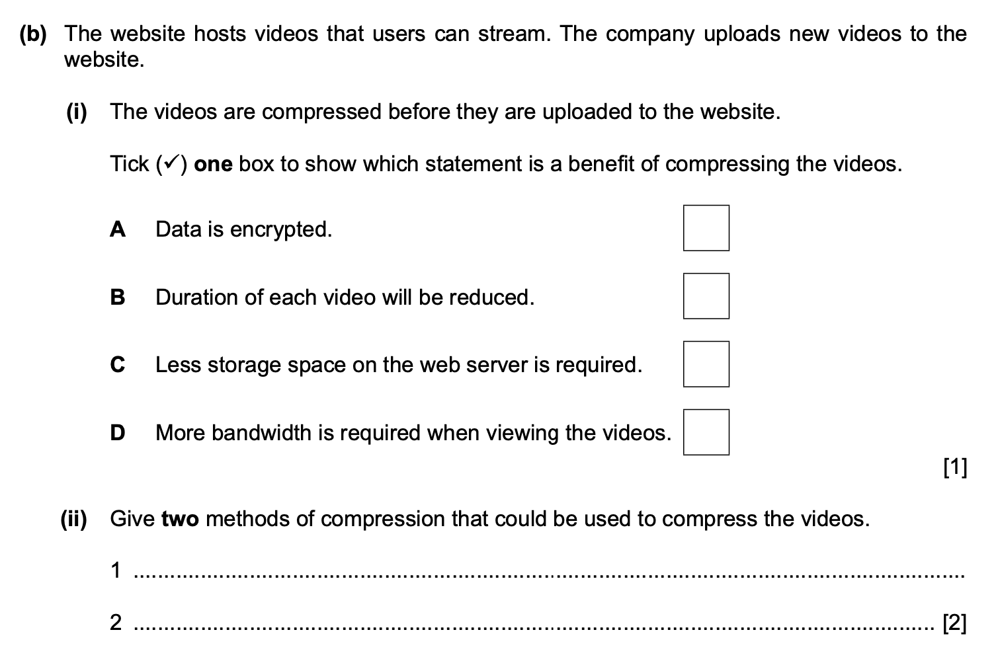 (b) The website hosts videos that users can stream. The company uploads new videos to the
website.
(i) The videos are compressed before they are uploaded to the website.
Tick (✓) one box to show which statement is a benefit of compressing the videos.
A Data is encrypted.
B Duration of each video will be reduced.
C Less storage space on the web server is required.
D More bandwidth is required when viewing the videos.
[1]
(ii) Give two methods of compression that could be used to compress the videos.
1 ....................................................................................................................................
2 ............................................................................................................................... [2]